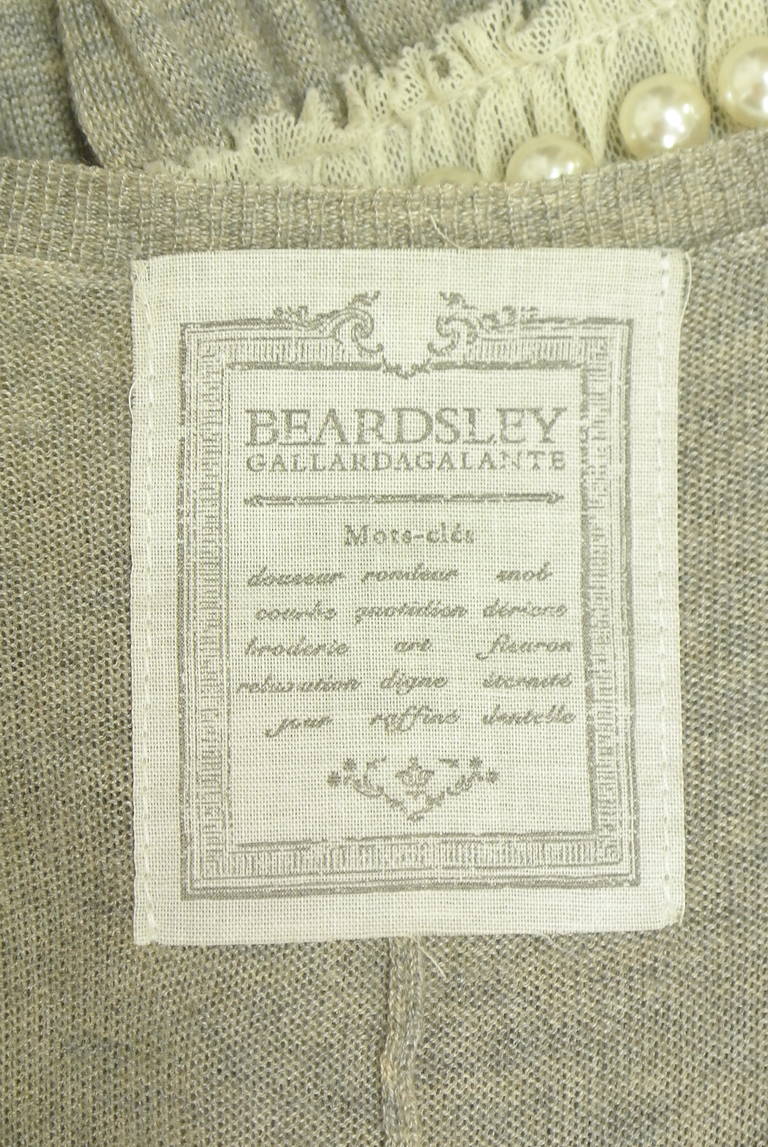 BEARDSLEY
GALLARDAGALANTE
Mots-clés
douceur rondeur snob
courbe quotidien
broderie art fleuron
relaxation digne éternité
jour raffiné dentelle